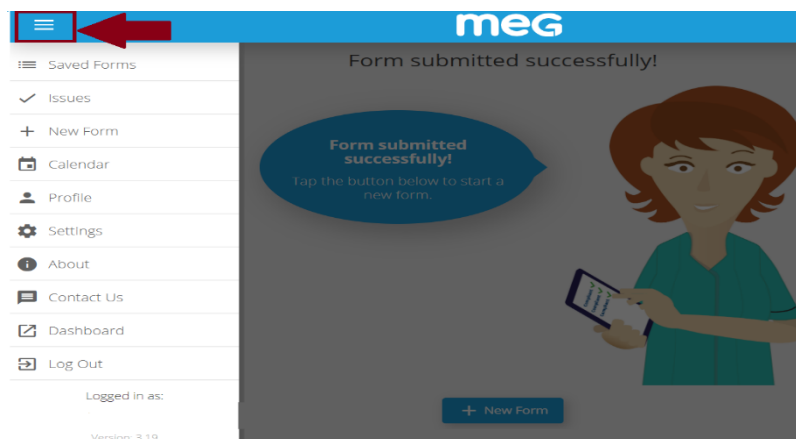 meG
Saved Forms
Issues
New Form
Calendar
Profile
Settings
About
Contact Us
Dashboard
Log Out
Logged in as:
Version: 3.19
Form submitted successfully!
Form submitted
successfully!
Tap the button below to start a
new form.
New Form